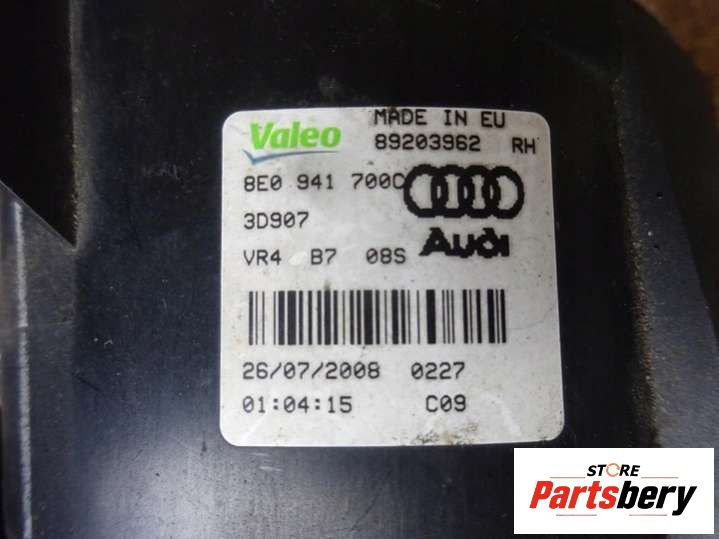 Valeo MADE IN EU
89203962 RH
8E0 941 700C
3D907
Audi
VR4 B7 08S
26/07/2008 0227
01:04:15 C09
STORE
Partsbery